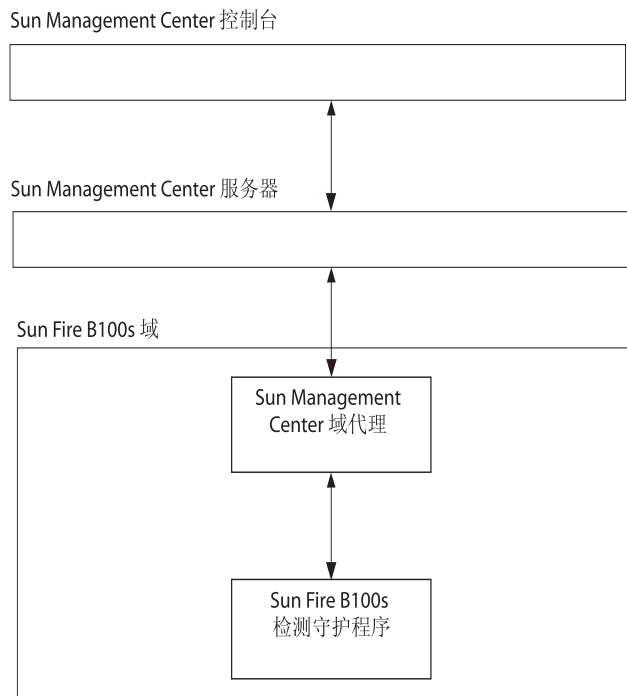 Sun Management Center 控制台
Sun Management Center 服务器
Sun Fire B100s 域
Sun Management
Center 域代理
Sun Fire B100s
检测守护程序